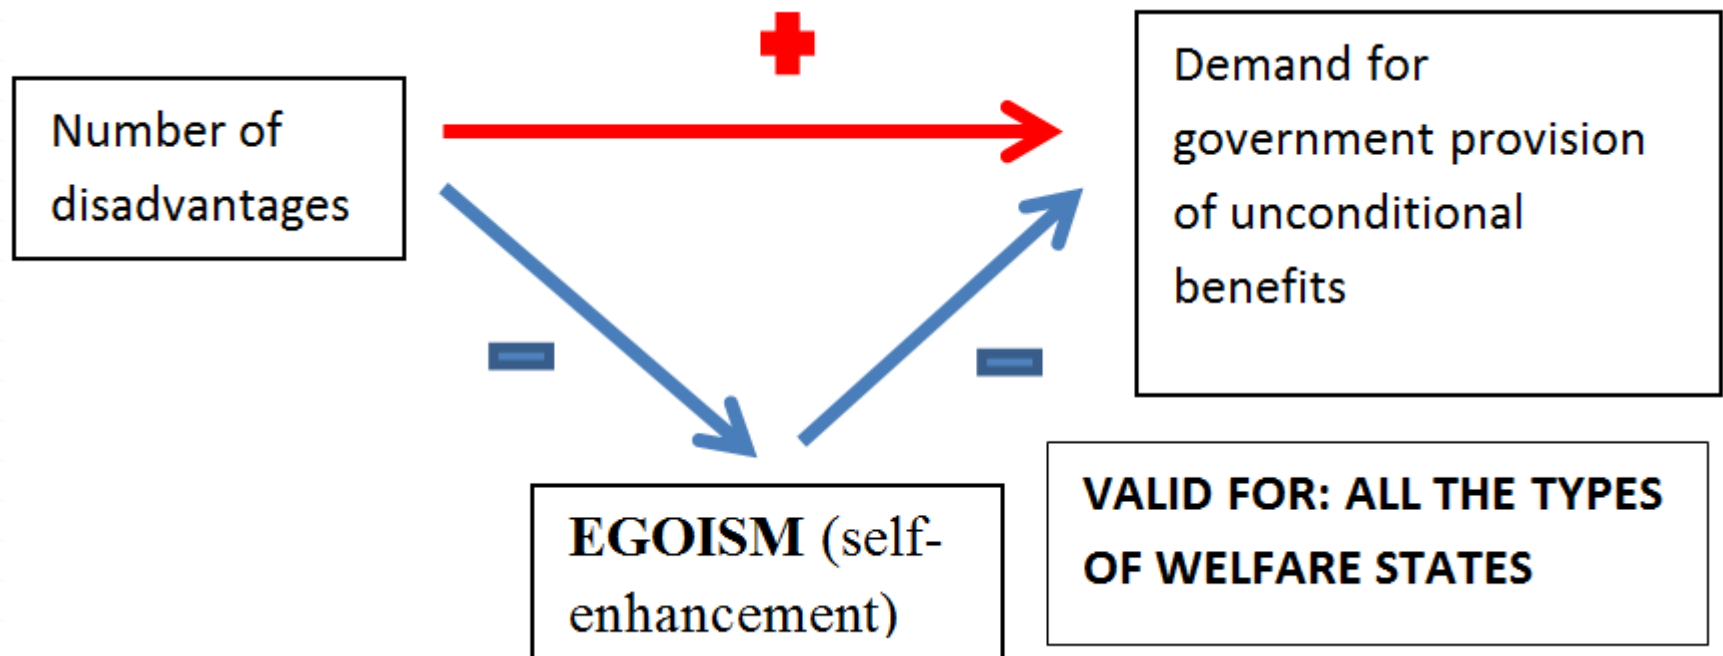 Number of
disadvantages
Demand for
government provision
of unconditional
benefits
EGOISM (self-
enhancement)
VALID FOR: ALL THE TYPES
OF WELFARE STATES